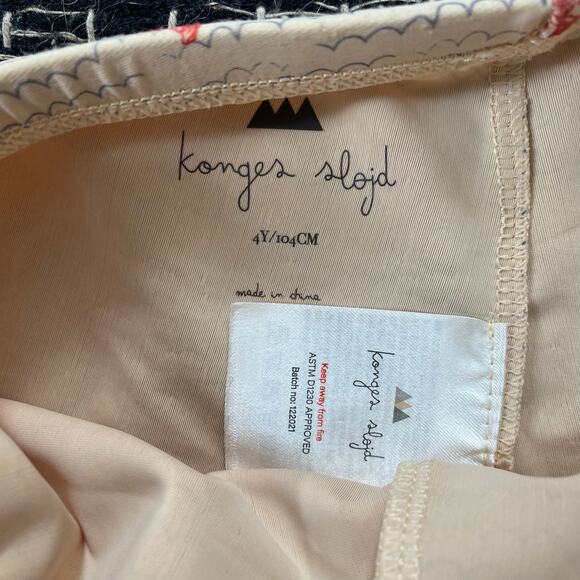 konges sløjd
4Y/104CM
made in china
konges sløjd
Keep away from fire
ASTM D1230 APPROVED
Batch no: 122021